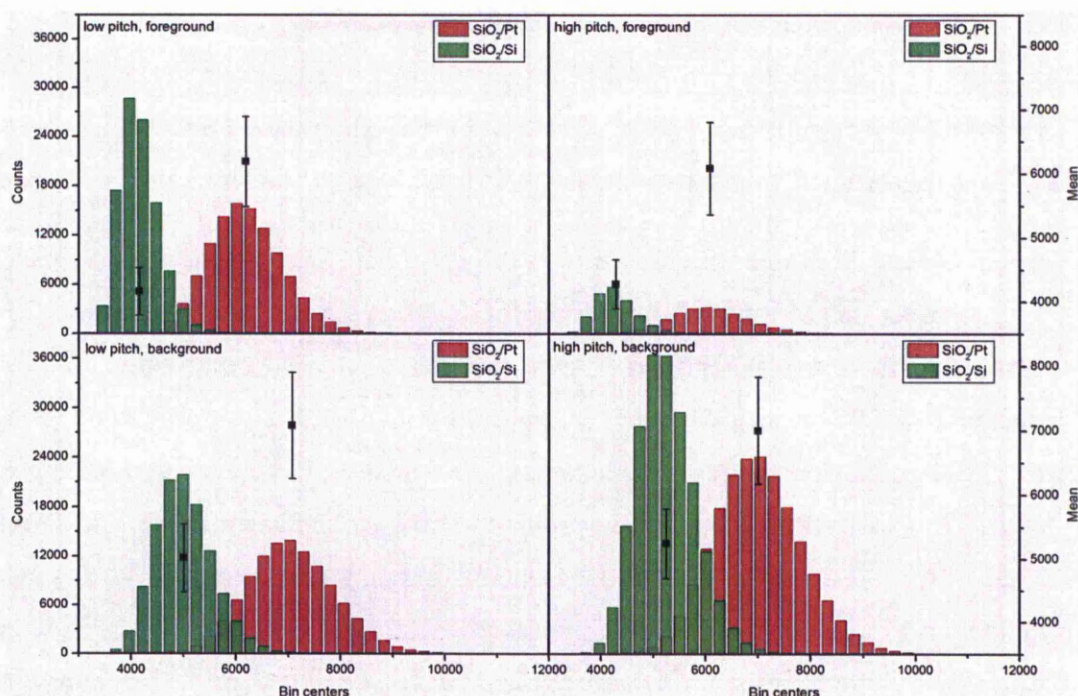 low pitch, foreground
SiO2/Pt
SiO2/Si
high pitch, foreground
SiO2/Pt
SiO2/Si
36000
30000
24000
18000
12000
6000
0
Counts
8000
7000
6000
5000
4000
Mean
low pitch, background
SiO2/Pt
SiO2/Si
high pitch, background
SiO2/Pt
SiO2/Si
36000
30000
24000
18000
12000
6000
0
Counts
8000
7000
6000
5000
4000
Mean
4000
6000
8000
10000
12000
4000
6000
8000
10000
12000
Bin centers
Bin centers